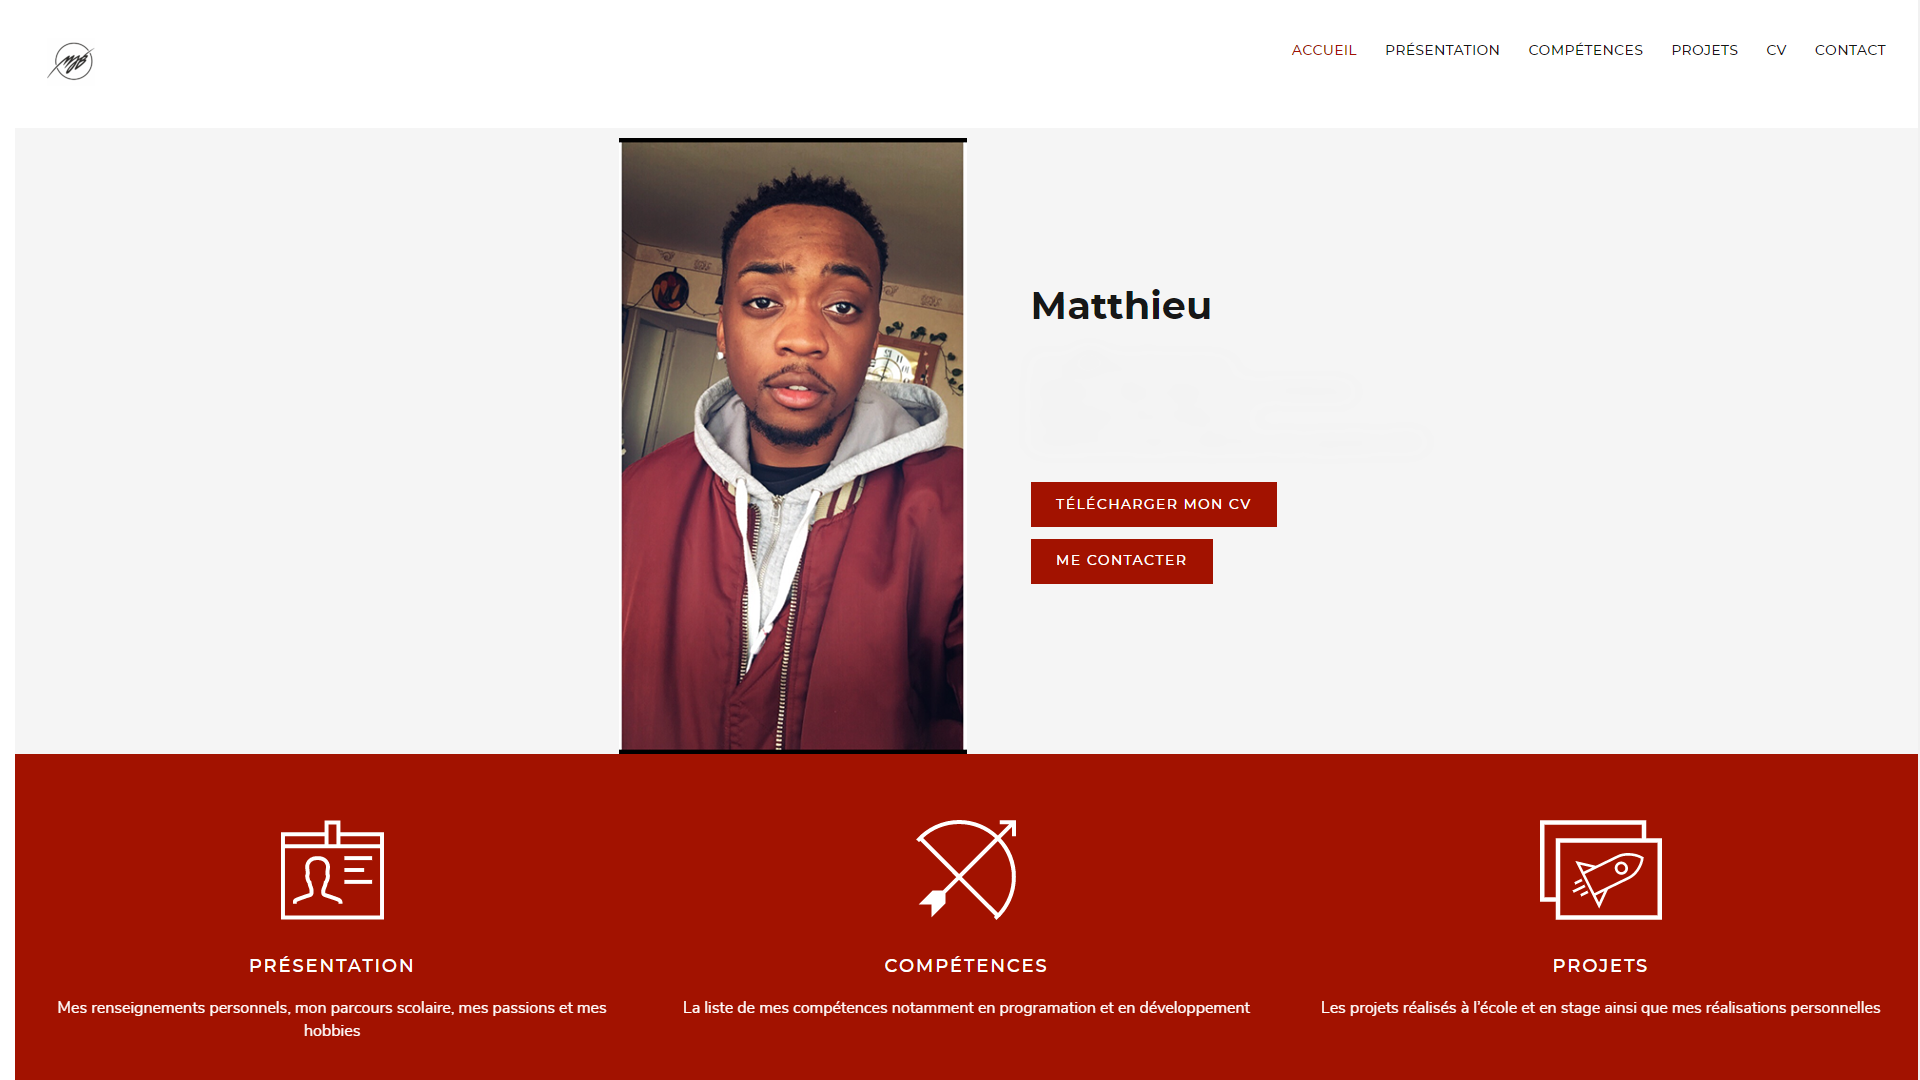 ACCUEIL PRÉSENTATION COMPÉTENCES PROJETS CV CONTACT
Matthieu
TÉLÉCHARGER MON CV
ME CONTACTER
PRÉSENTATION
Mes renseignements personnels, mon parcours scolaire, mes passions et mes
hobbies
COMPÉTENCES
La liste de mes compétences notamment en programation et en développement
PROJETS
Les projets réalisés à l'école et en stage ainsi que mes réalisations personnelles